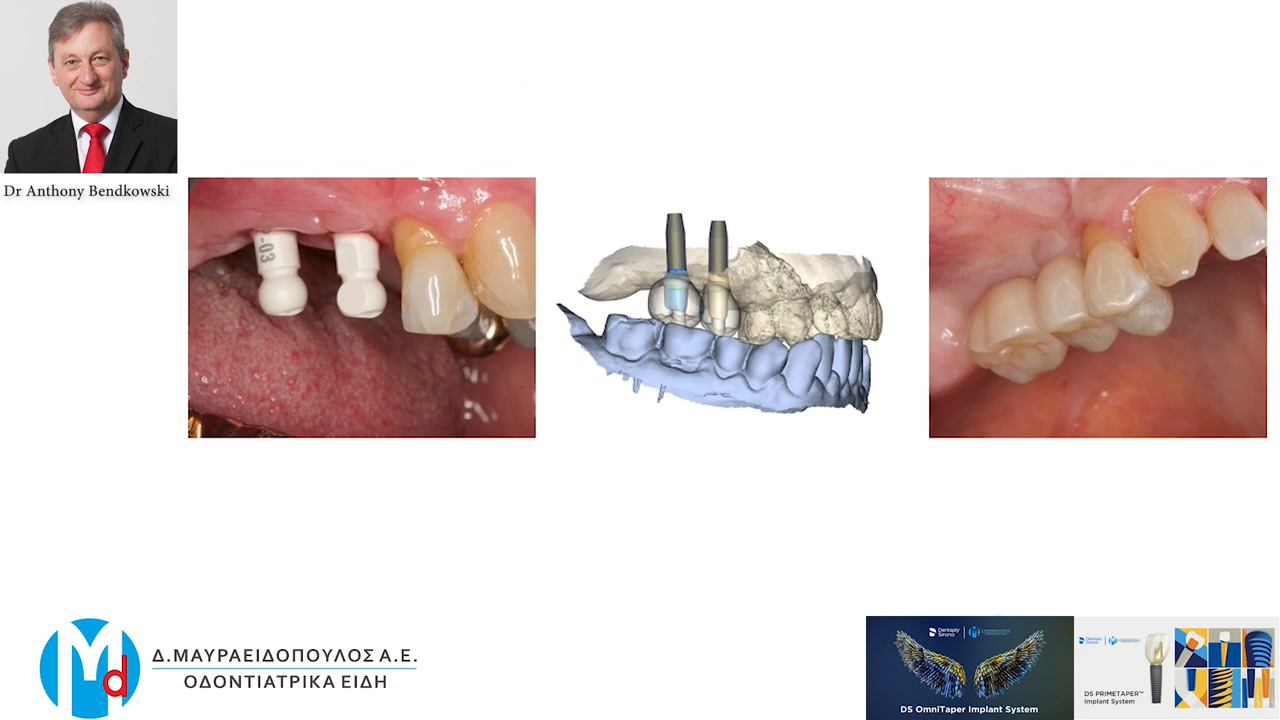 Dr Anthony Bendkowski
-03
Δ.ΜΑΥΡΑΕΙΔΟΠΟΥΛΟΣ Α.Ε.
ΟΔΟΝΤΙΑΤΡΙΚΑ ΕΙΔΗ
Md
Dentsply
Sirona
DS OmniTaper Implant System
Dentsply
Sirona
DS PRIMETAPER™
Implant System